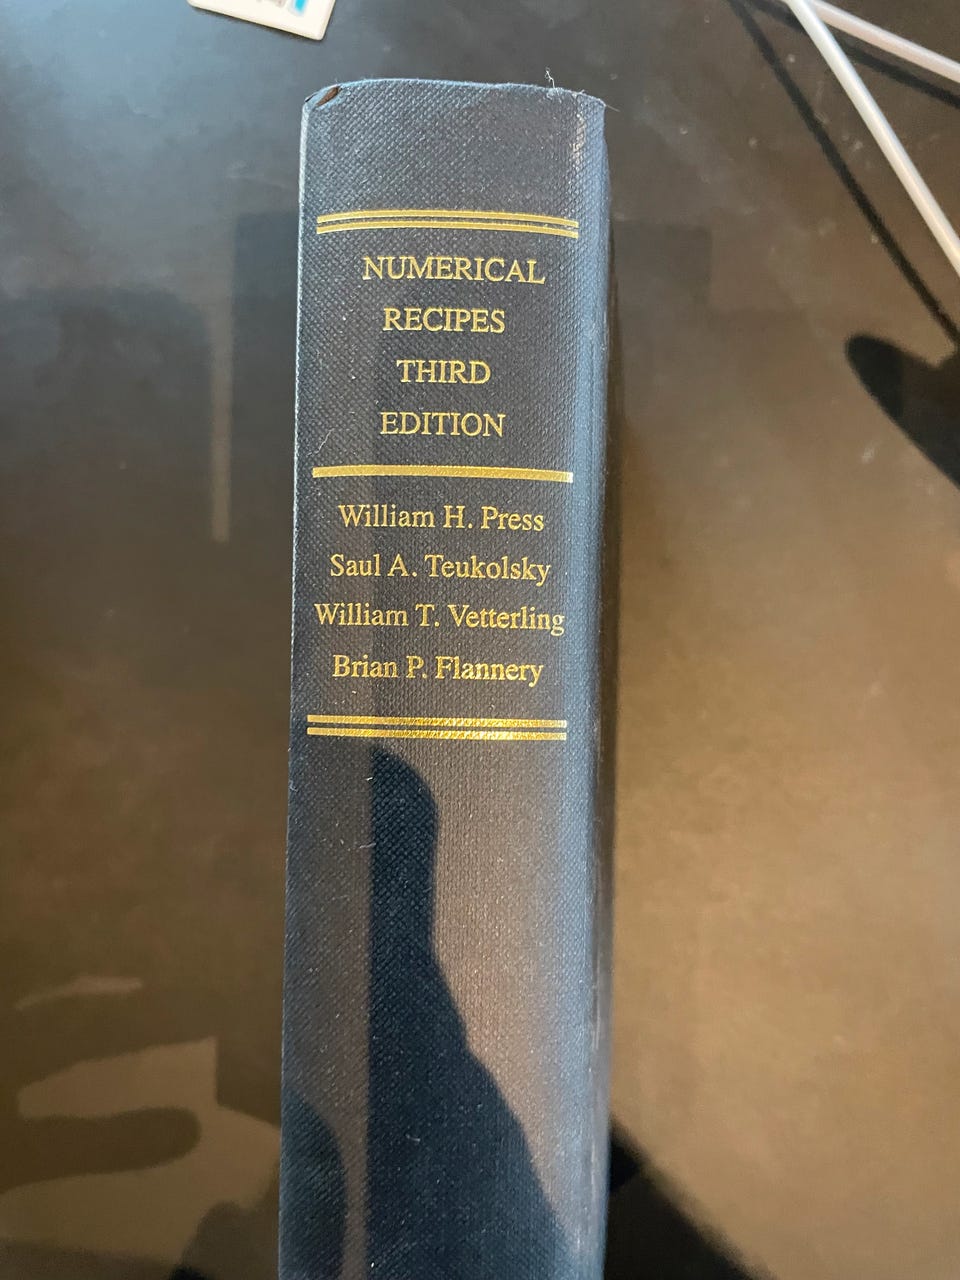 NUMERICAL
RECIPES
THIRD
EDITION
William H. Press
Saul A. Teukolsky
William T. Vetterling
Brian P. Flannery